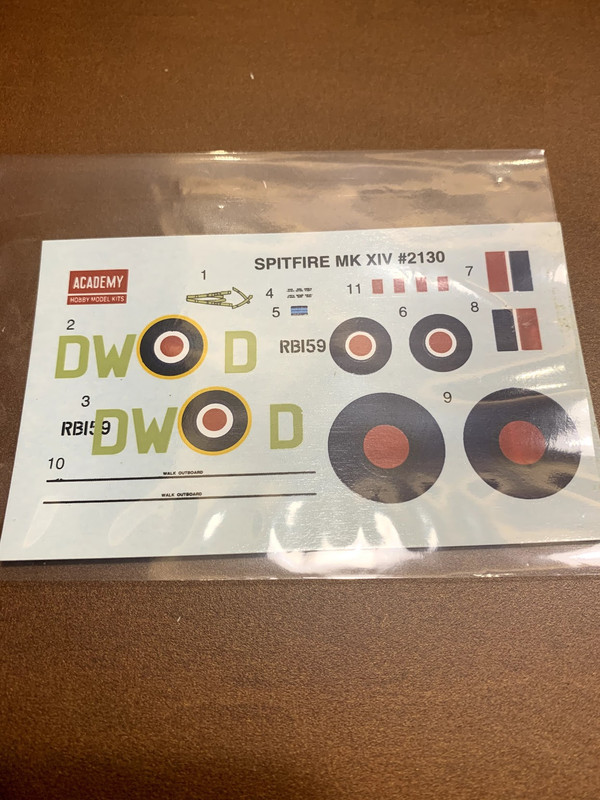 SPITFIRE MK XIV #2130
ACADEMY
HOBBY MODEL KITS
1
4
11
7
5
2
DW D
RB159
6
8
3
RB159
DW D
9
10
WALK OUTBOARD
WALK OUTBOARD